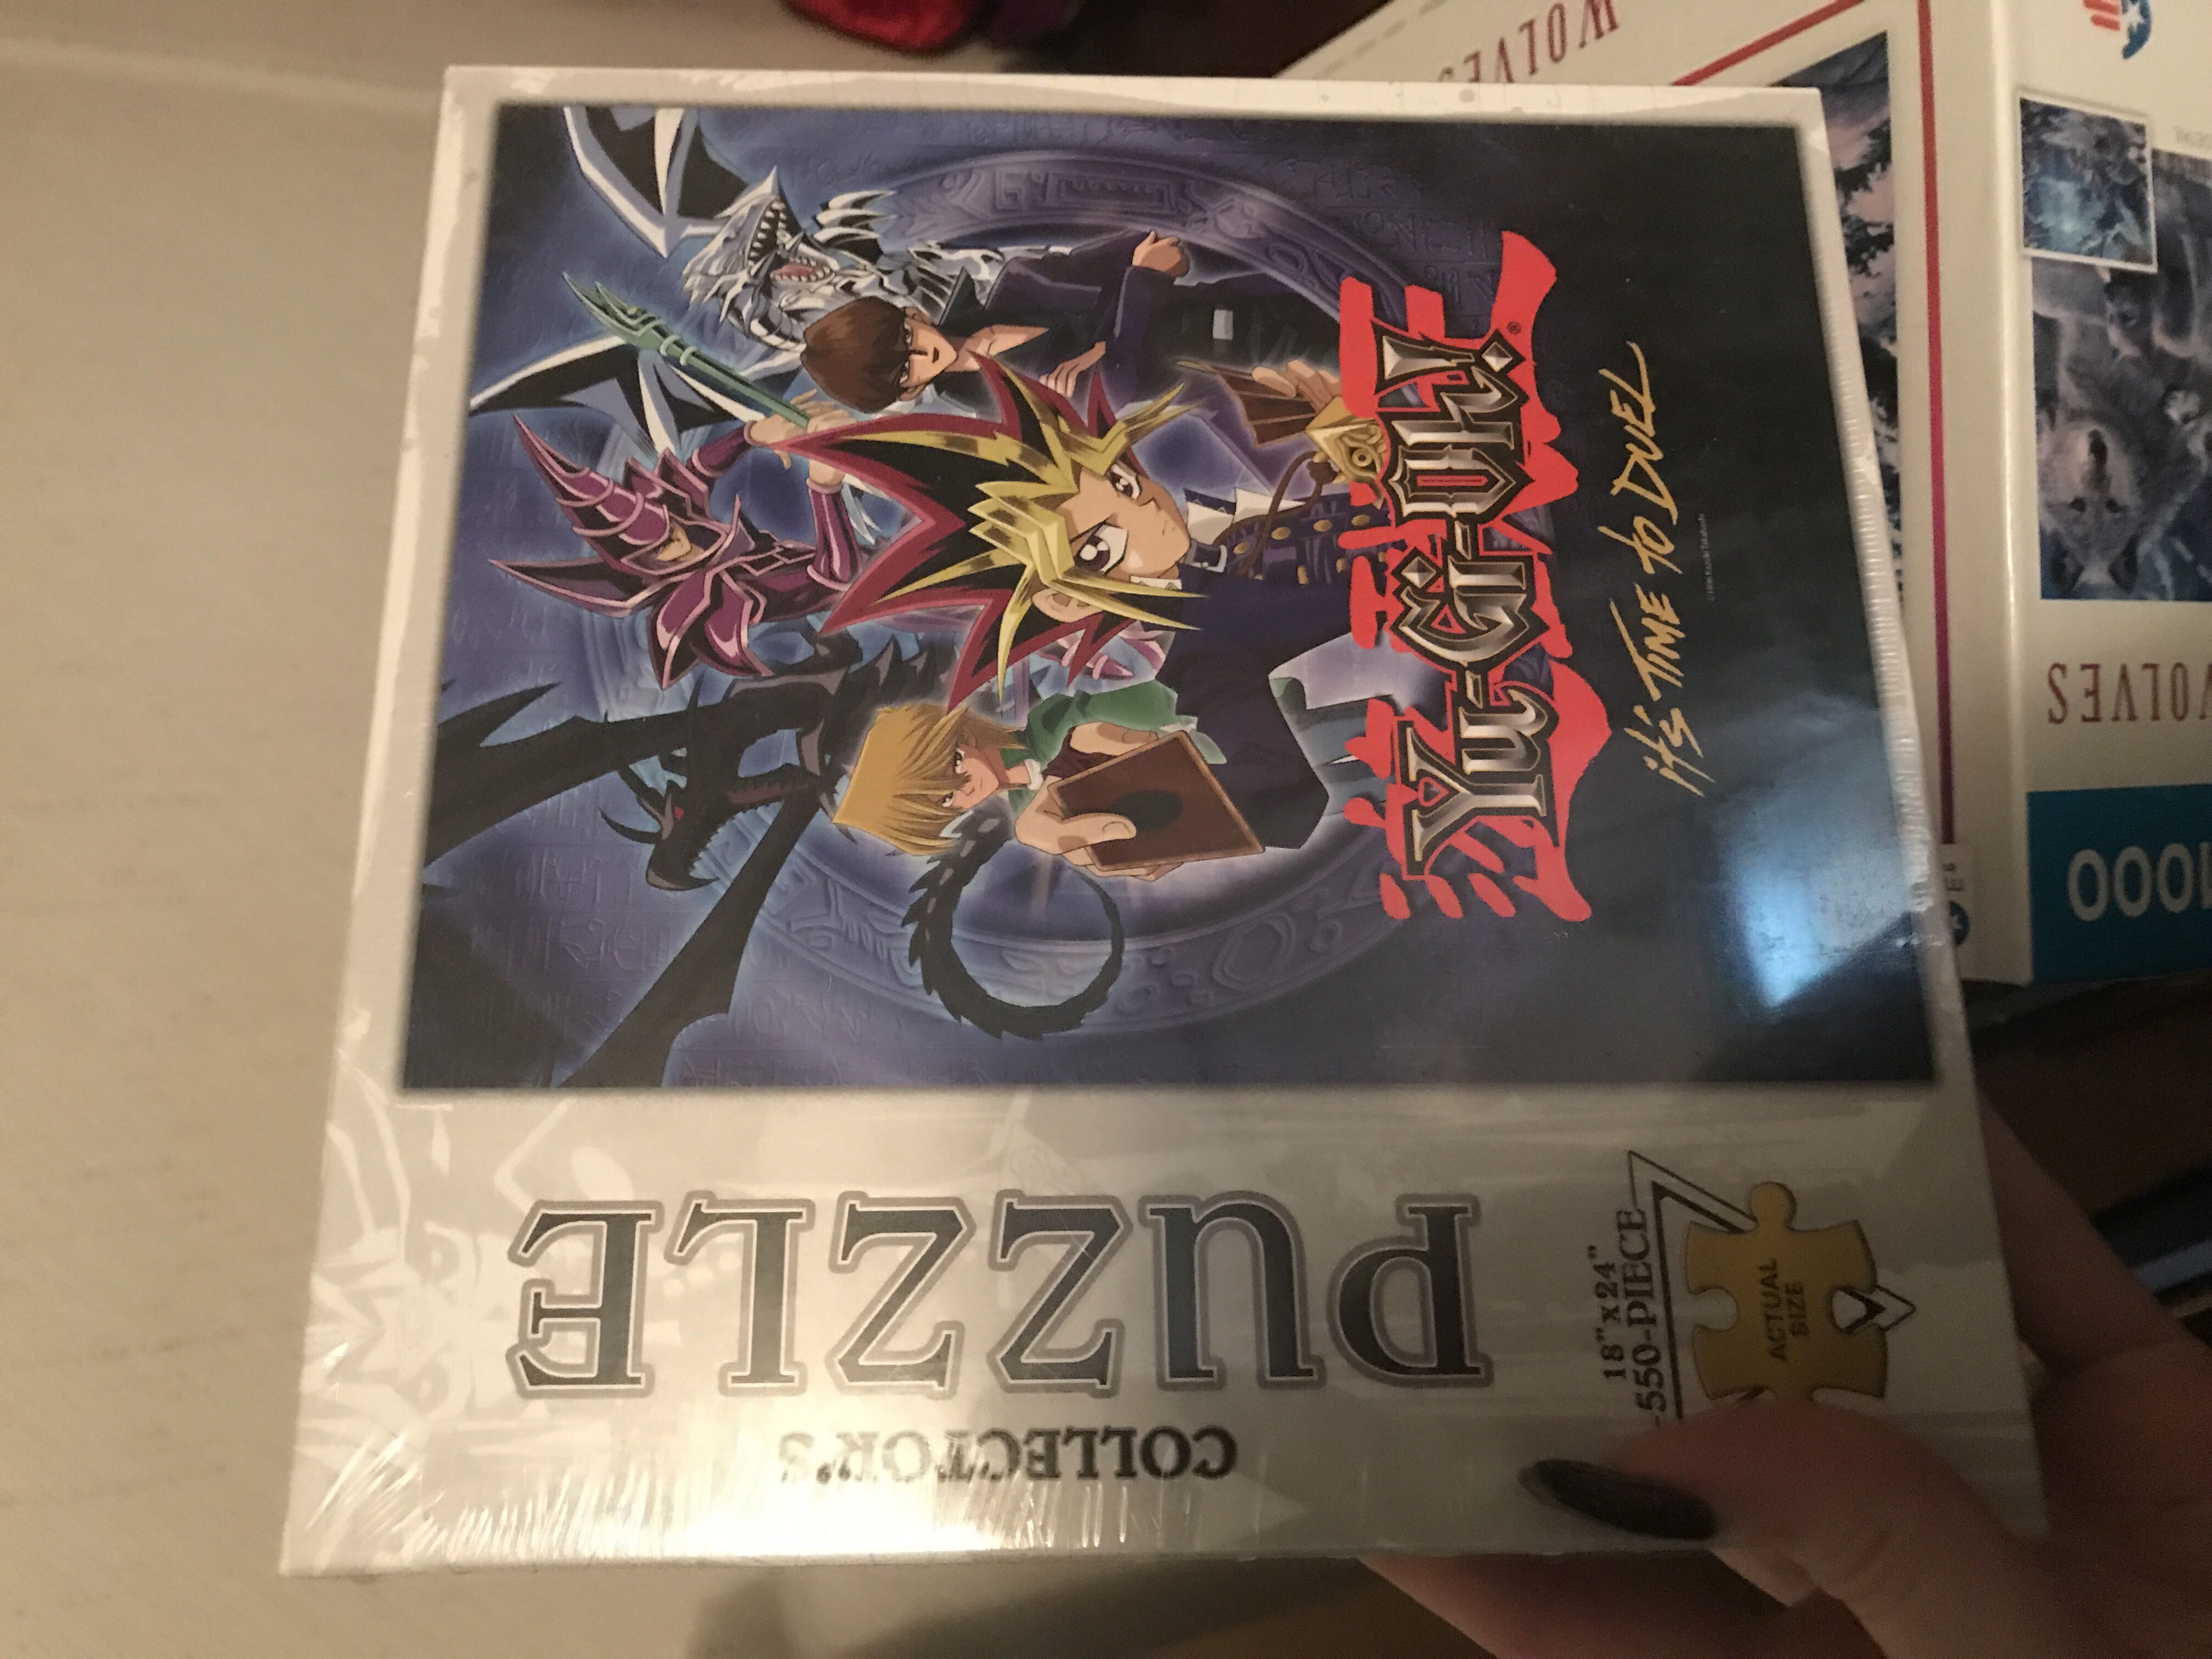 Yu-Gi-Oh!®
it's TIME to DUEL
COLLECTOR'S
PUZZLE
18" X 24"
550-PIECE
ACTUAL
SIZE
WOLVES
WOLVES
1000